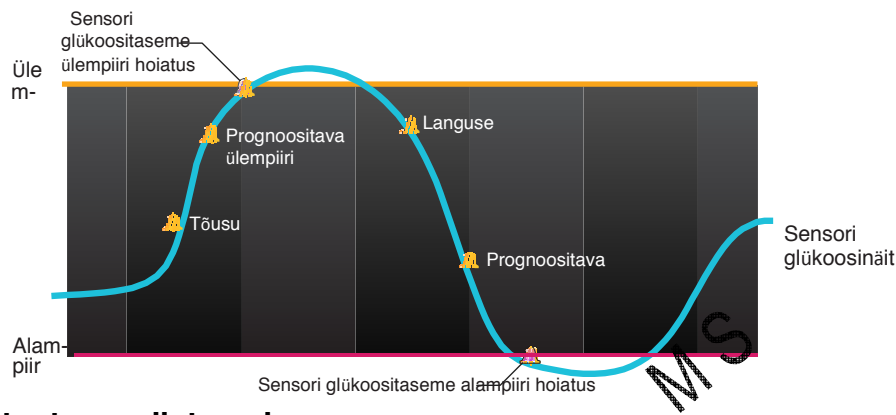 Sensori
glükoositaseme
ülempiiri hoiatus
Üle
m-
Prognoositava
ülempiiri
Languse
Tõusu
Prognoositava
Sensori
glükoosinäit
Alam-
piir
Sensori glükoositaseme alampiiri hoiatus
MS